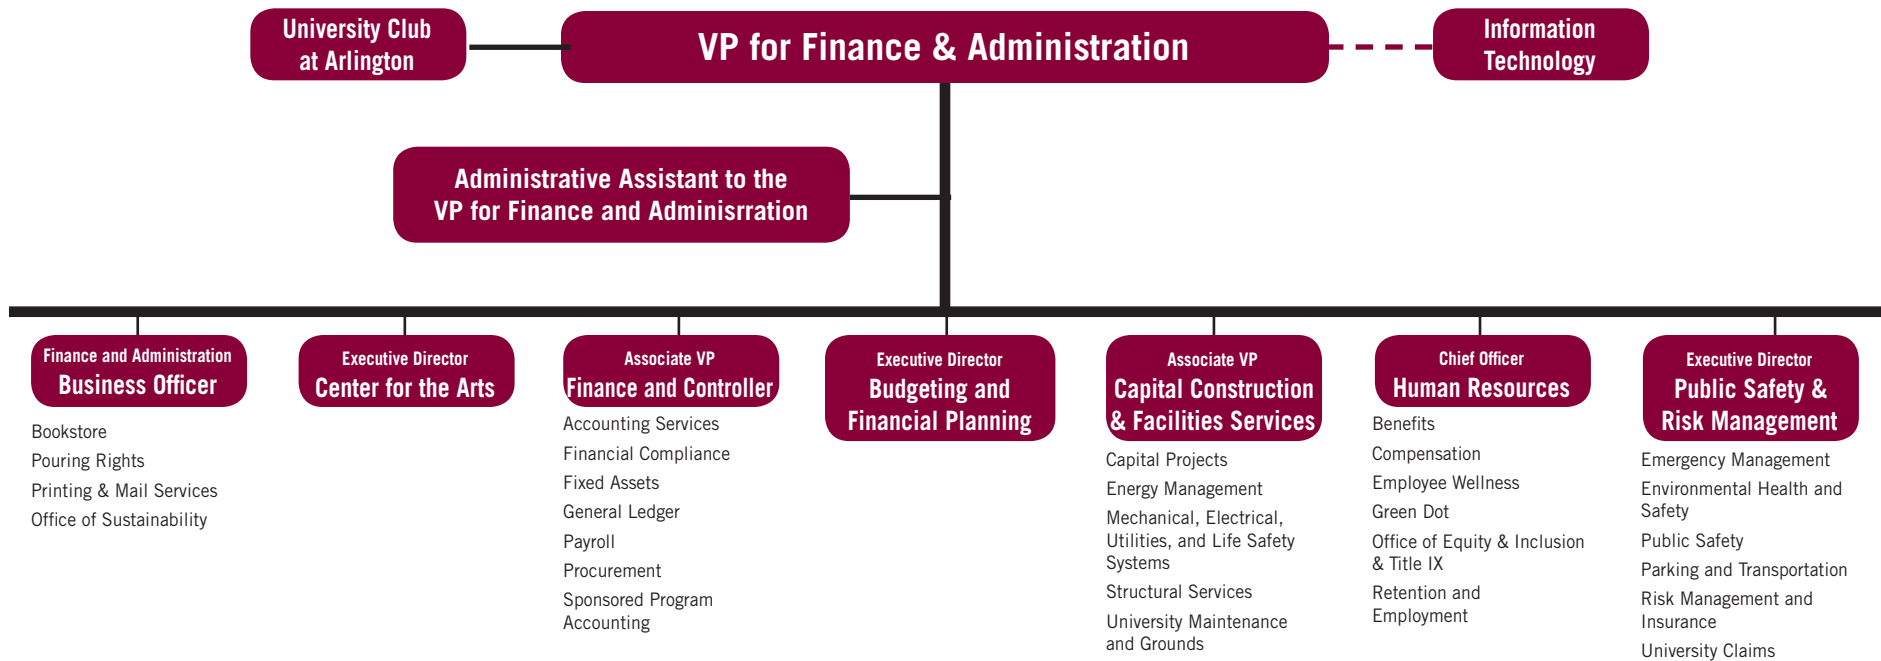 University Club
at Arlington
VP for Finance & Administration
Information
Technology
Administrative Assistant to the
VP for Finance and Adminisrration
Finance and Administration
Business Officer
Bookstore
Pouring Rights
Printing & Mail Services
Office of Sustainability
Executive Director
Center for the Arts
Associate VP
Finance and Controller
Accounting Services
Financial Compliance
Fixed Assets
General Ledger
Payroll
Procurement
Sponsored Program
Accounting
Executive Director
Budgeting and
Financial Planning
Associate VP
Capital Construction
& Facilities Services
Capital Projects
Energy Management
Mechanical, Electrical,
Utilities, and Life Safety
Systems
Structural Services
University Maintenance
and Grounds
Chief Officer
Human Resources
Benefits
Compensation
Employee Wellness
Green Dot
Office of Equity & Inclusion
& Title IX
Retention and
Employment
Executive Director
Public Safety &
Risk Management
Emergency Management
Environmental Health and
Safety
Public Safety
Parking and Transportation
Risk Management and
Insurance
University Claims